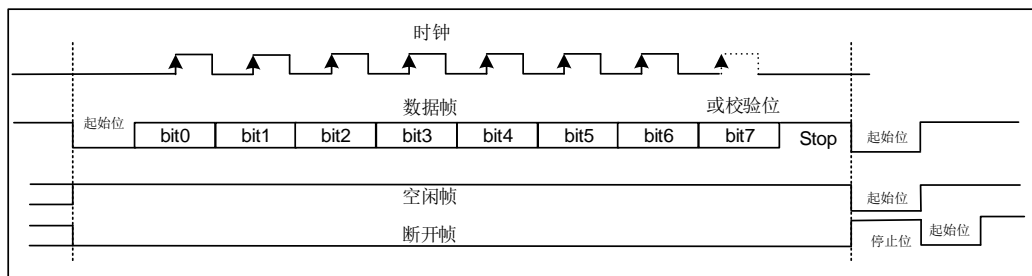 时钟
数据帧 或校验位
起始位 bit0 bit1 bit2 bit3 bit4 bit5 bit6 bit7 Stop 起始位
空闲帧 起始位
断开帧 停止位 起始位